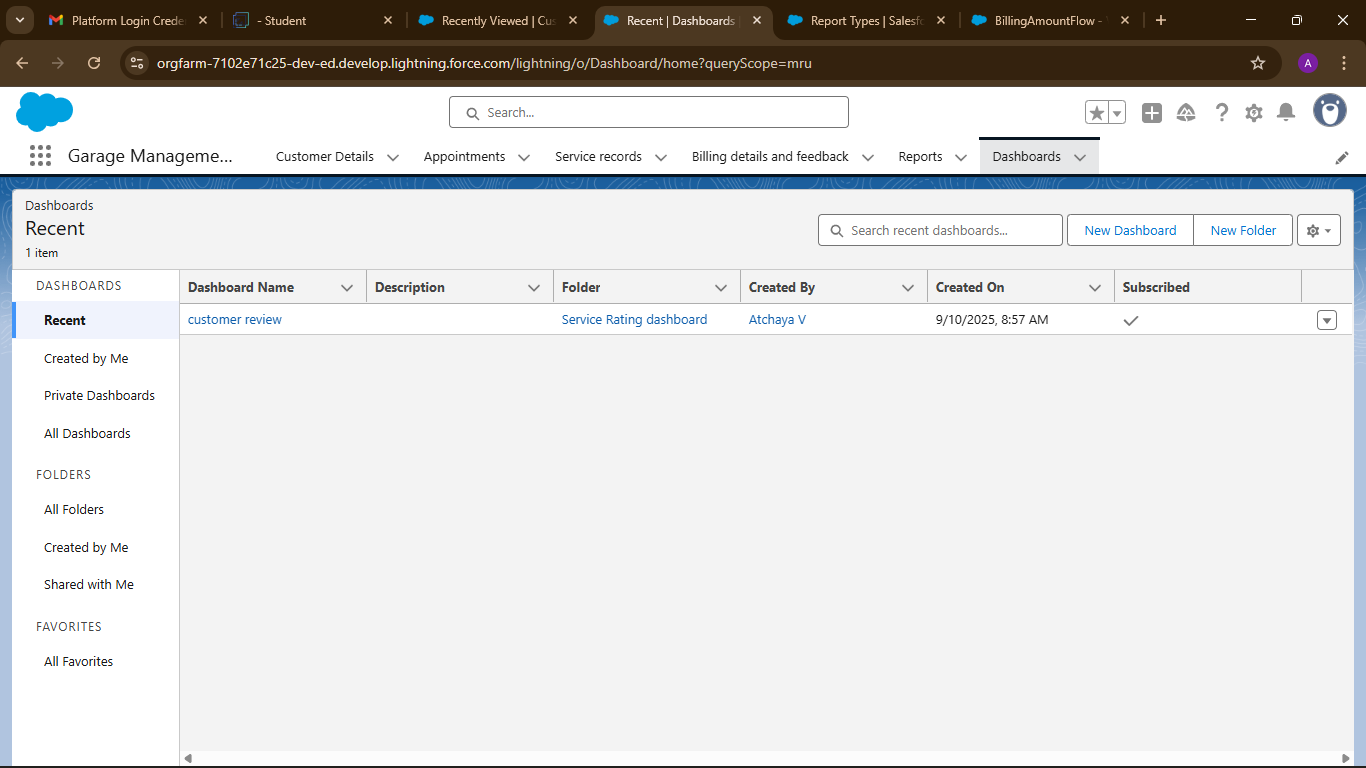 Platform Login Crede
- Student
Recently Viewed | Cus
Recent | Dashboards
Report Types | Salesfo
BillingAmountFlow -
orgfarm-7102e71c25-dev-ed.develop.lightning.force.com/lightning/o/Dashboard/home?queryScope=mru
A
Search...
Garage Manageme...
Customer Details
Appointments
Service records
Billing details and feedback
Reports
Dashboards
Dashboards
Recent
1 item
Search recent dashboards...
New Dashboard
New Folder
DASHBOARDS
Recent
Created by Me
Private Dashboards
All Dashboards
FOLDERS
All Folders
Created by Me
Shared with Me
FAVORITES
All Favorites
Dashboard Name Description Folder Created By Created On Subscribed
customer review Service Rating dashboard Atchaya V 9/10/2025, 8:57 AM